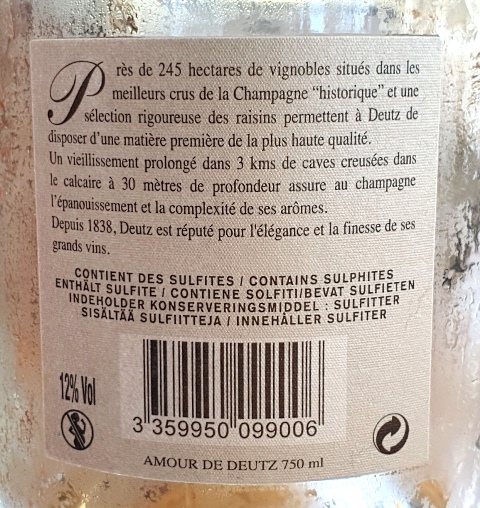 Près de 245 hectares de vignobles situés dans les
meilleurs crus de la Champagne “historique” et une
sélection rigoureuse des raisins permettent à Deutz de
disposer d’une matière première de la plus haute qualité.
Un vieillissement prolongé dans 3 kms de caves creusées dans
le calcaire à 30 mètres de profondeur assure au champagne
l’épanouissement et la complexité de ses arômes.
Depuis 1838, Deutz est réputé pour l'élégance et la finesse de ses
grands vins.
CONTIENT DES SULFITES / CONTAINS SULPHITES
ENTHÄLT SULFITE / CONTIENE SOLFITI/BEVAT SULFIETEN
INDEHOLDER KONSERVERINGSMIDDEL : SULFITTER
SISÄLTÄÄ SULFIITTEJA / INNEHÅLLER SULFITER
12% Vol
3 359950 099006
AMOUR DE DEUTZ 750 ml